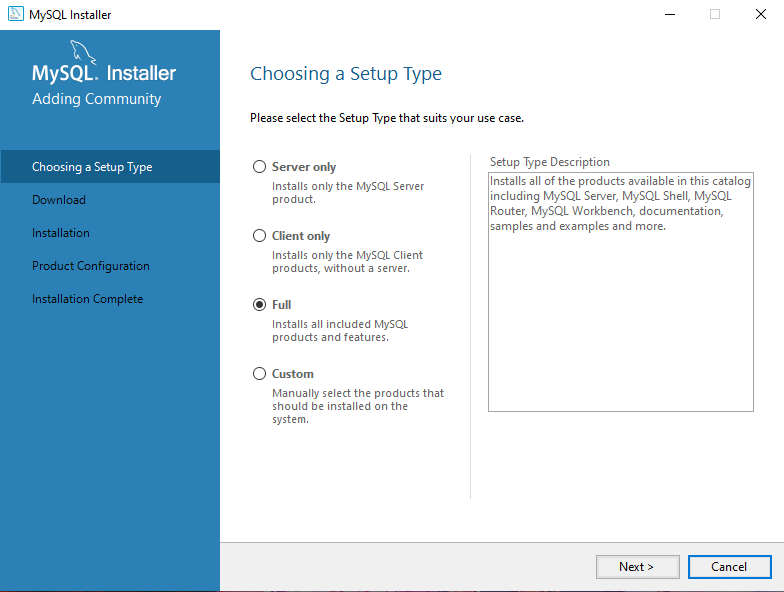 MySQL Installer
MySQL. Installer
Adding Community
Choosing a Setup Type
Download
Installation
Product Configuration
Installation Complete
Choosing a Setup Type
Please select the Setup Type that suits your use case.
Server only
Installs only the MySQL Server
product.
Client only
Installs only the MySQL Client
products, without a server.
Full
Installs all included MySQL
products and features.
Custom
Manually select the products that
should be installed on the
system.
Setup Type Description
Installs all of the products available in this catalog
including MySQL Server, MySQL Shell, MySQL
Router, MySQL Workbench, documentation,
samples and examples and more.
Next >
Cancel